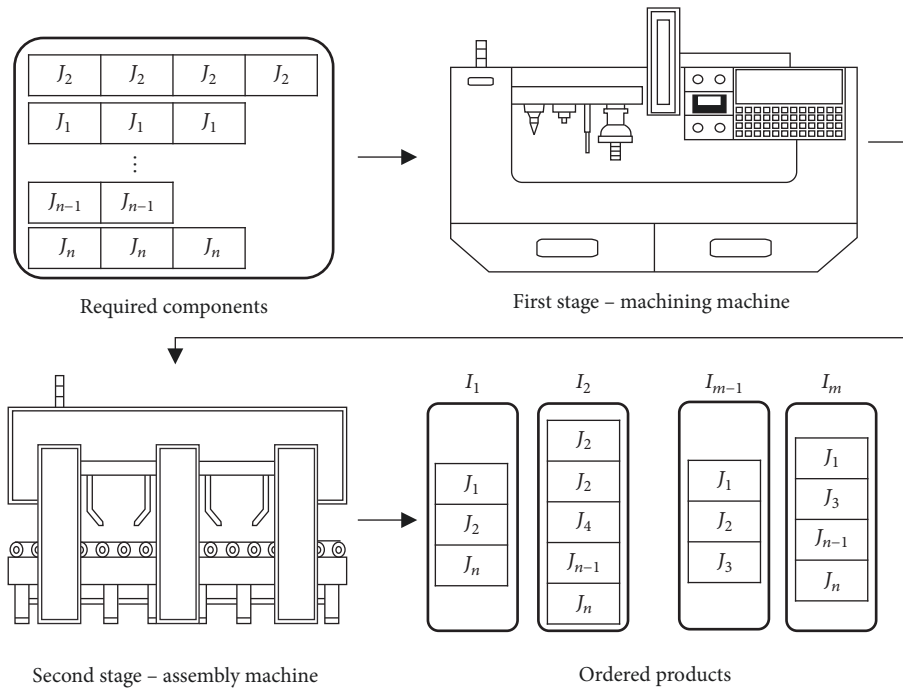 J2 J2 J2 J2
J1 J1 J1
⋮
Jn−1 Jn−1
Jn Jn Jn
Required components
First stage – machining machine
I1 I2 Im−1 Im
J1
J2
Jn
J2
J2
J4
Jn−1
Jn
J1
J2
J3
J1
J3
Jn−1
Jn
Second stage – assembly machine
Ordered products